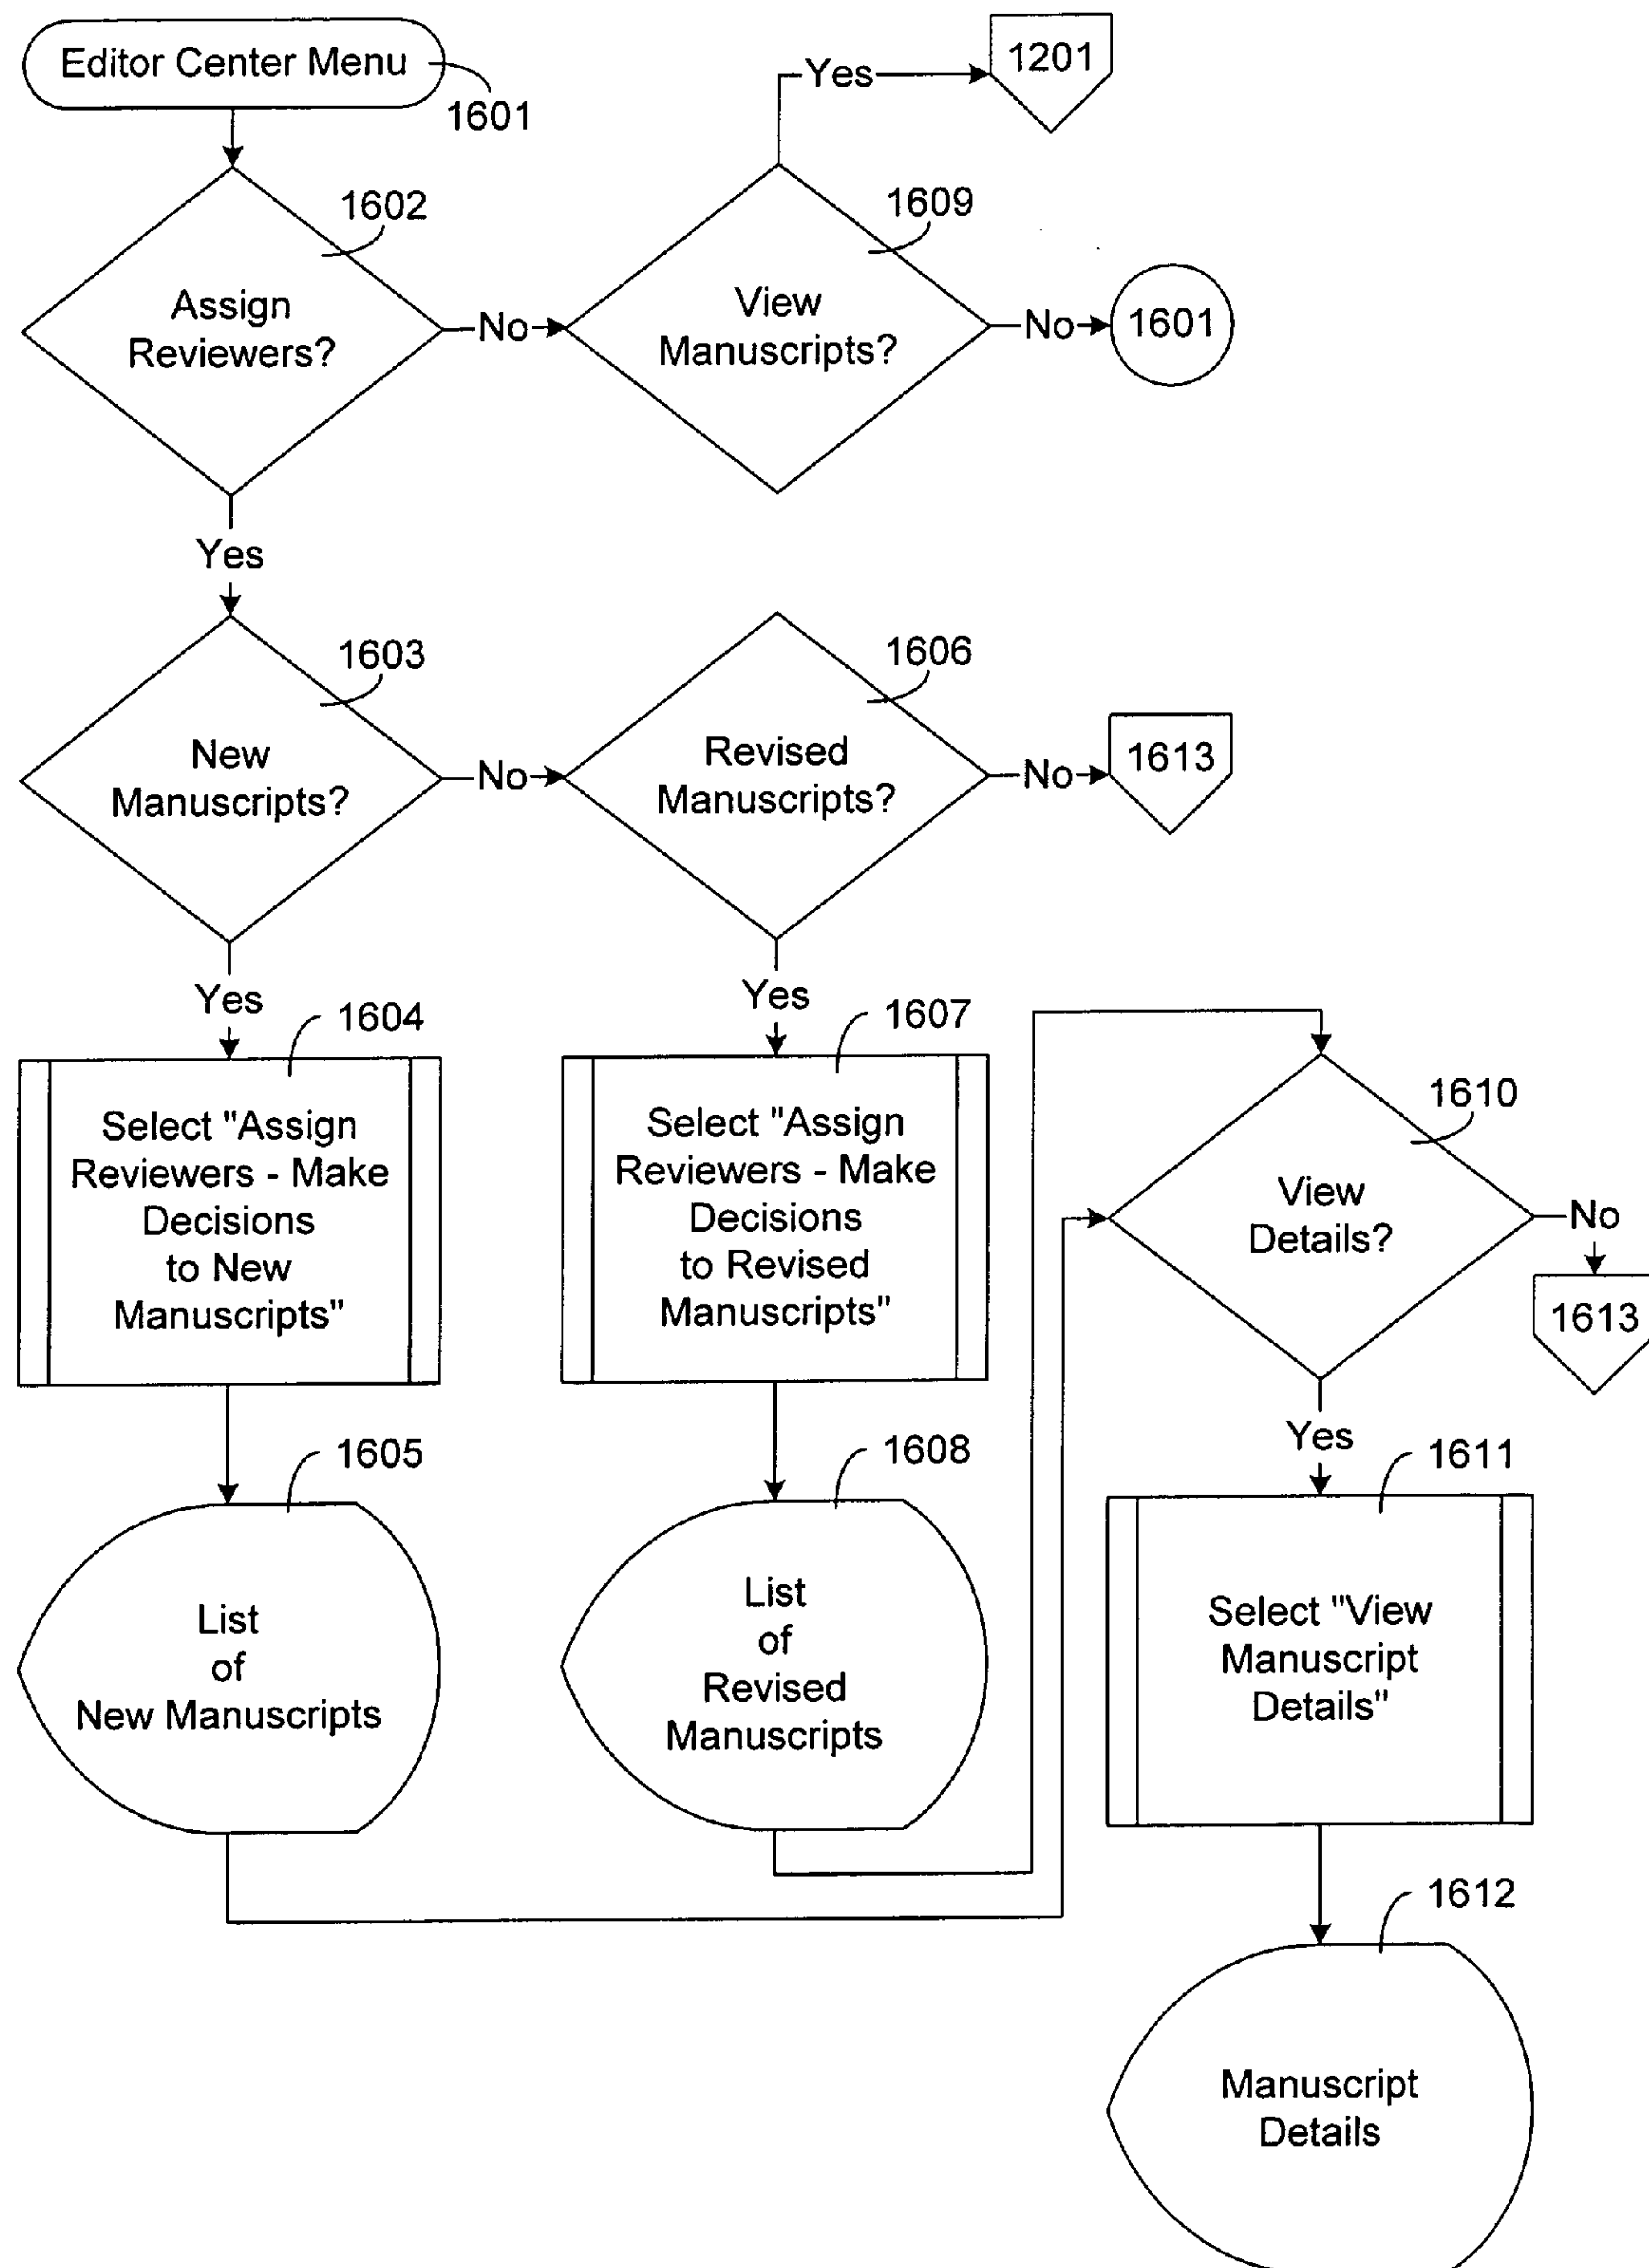 Editor Center Menu
1601
Yes
1201
1602
Assign
Reviewers?
No
1609
View
Manuscripts?
No
1601
Yes
1603
New
Manuscripts?
No
1606
Revised
Manuscripts?
No
1613
Yes
1604
Select "Assign
Reviewers - Make
Decisions
to New
Manuscripts"
Yes
1607
Select "Assign
Reviewers - Make
Decisions
to Revised
Manuscripts"
1610
View
Details?
No
1613
1605
List
of
New Manuscripts
1608
List
of
Revised
Manuscripts
Yes
1611
Select "View
Manuscript
Details"
1612
Manuscript
Details